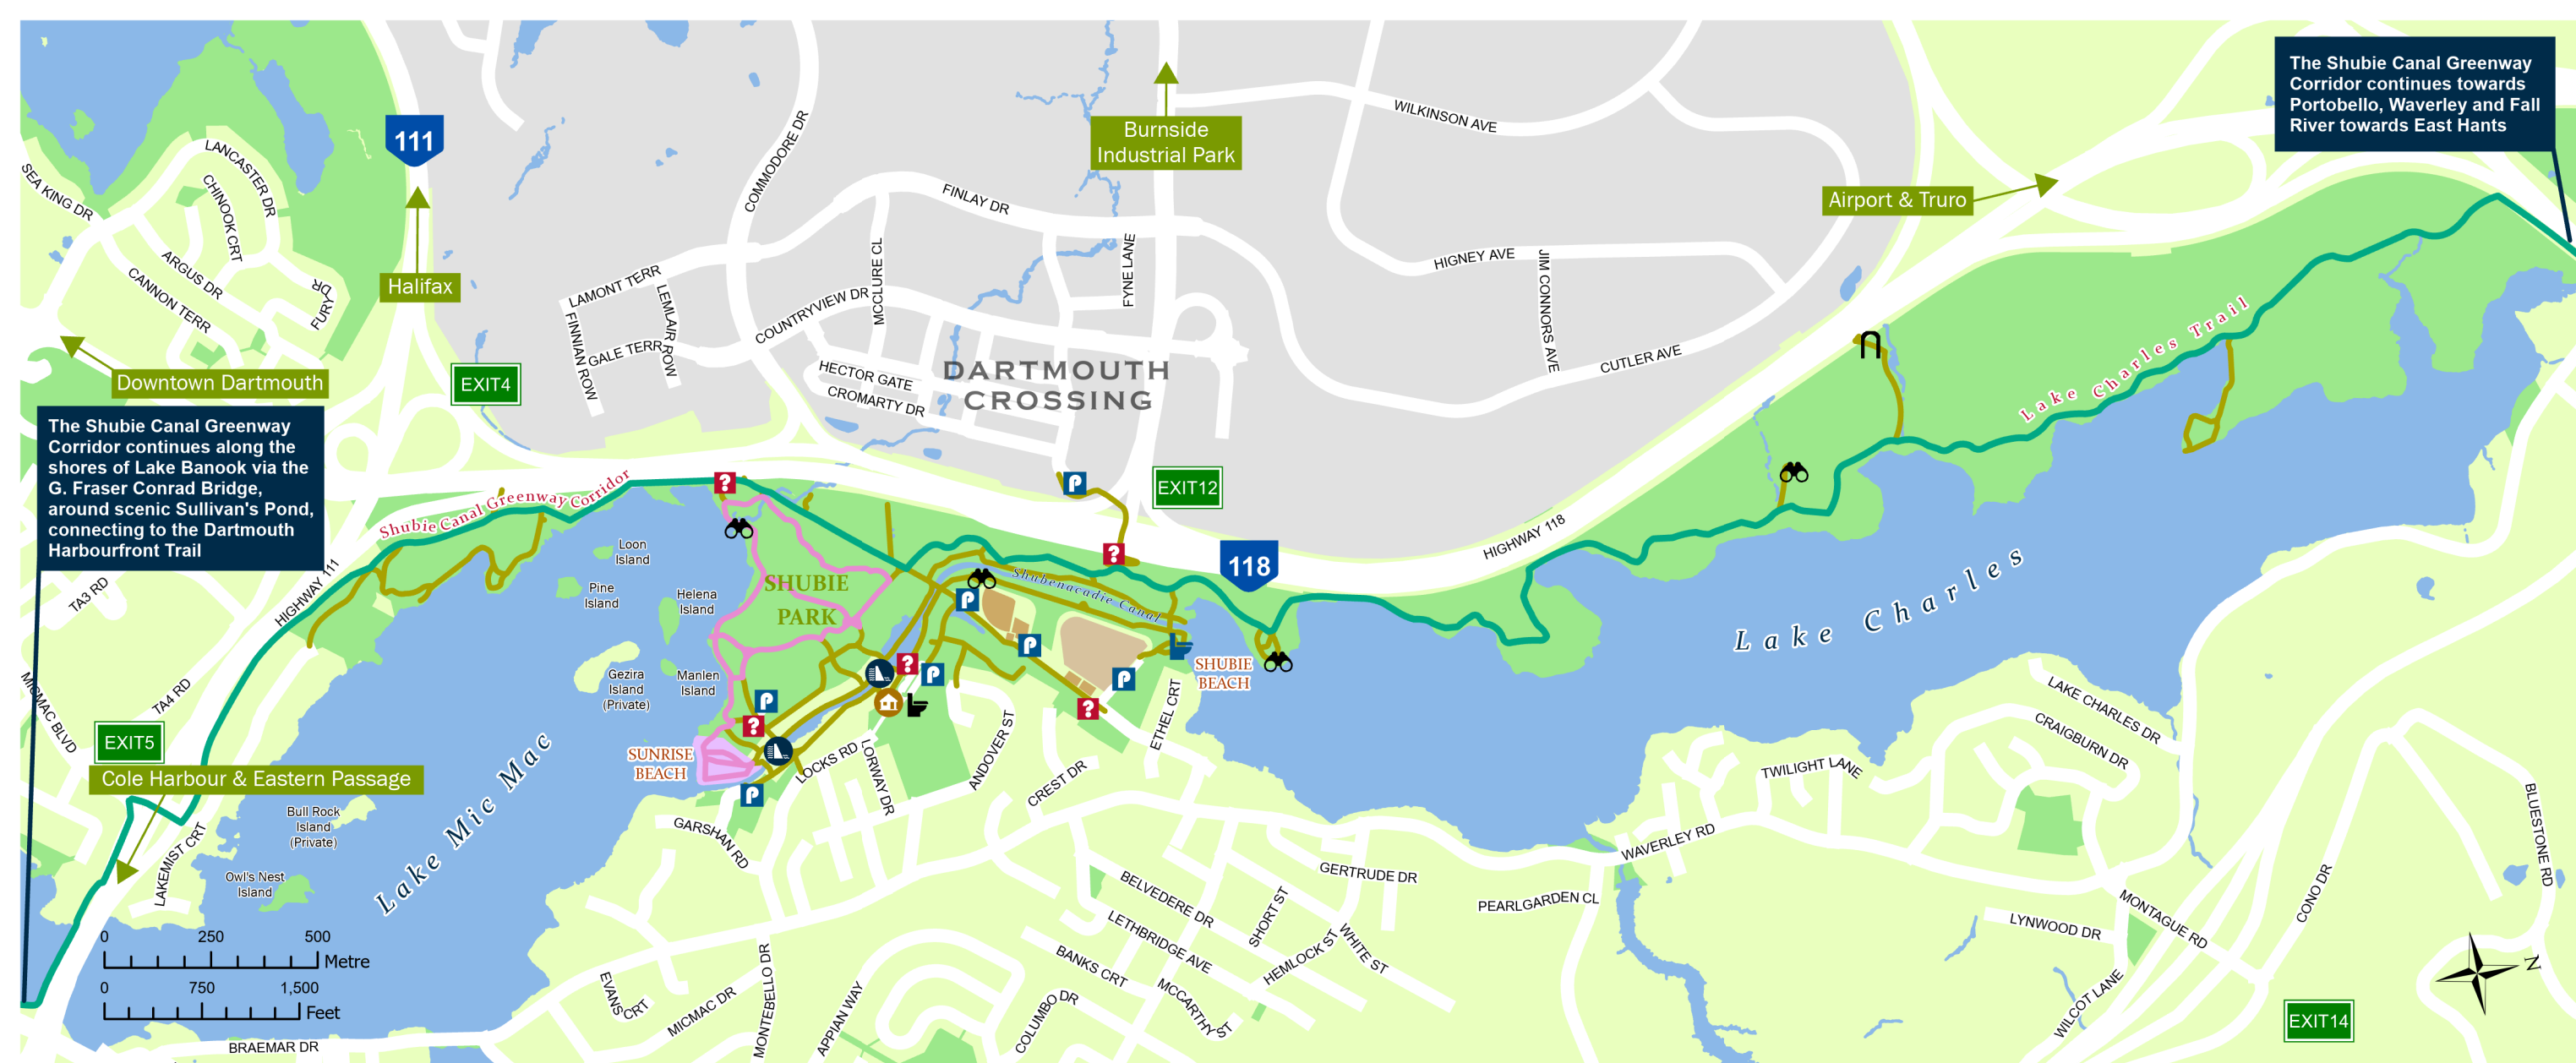 The Shubie Canal Greenway
Corridor continues towards
Portobello, Waverley and Fall
River towards East Hants
111
Burnside
Industrial Park
WILKINSON AVE
COMMODORE DR
LANCASTER DR
CHINOOK CRT
SEA KING DR
ARGUS DR
CANNON TERR
FURY
DR
Airport & Truro
FINLAY DR
MCCLURE CL
FYNE LANE
HIGNEY AVE
JIM CONNORS AVE
CUTLER AVE
Halifax
LAMONT TERR
LEMLAIR ROW
FINNIAN ROW
GALE TERR
COUNTRYVIEW DR
HECTOR GATE
CROMARTY DR
DARTMOUTH
CROSSING
Downtown Dartmouth
EXIT4
Lake Charles Trail
The Shubie Canal Greenway
Corridor continues along the
shores of Lake Banook via the
G. Fraser Conrad Bridge,
around scenic Sullivan's Pond,
connecting to the Dartmouth
Harbourfront Trail
Shubie Canal Greenway Corridor
?
P
EXIT12
HIGHWAY 118
118
?
Loon
Island
Pine
Island
Helena
Island
SHUBIE
PARK
P
Shubenacadie Canal
Lake Charles
TA3 RD
HIGHWAY 111
P
?
P
P
SHUBIE
BEACH
Gezira
Island
(Private)
Manlen
Island
P
?
?
MICMAC BLVD
TA4 RD
EXIT5
SUNRISE
BEACH
P
LOCKS RD
LORWAY DR
ANDOVER ST
CREST DR
ETHEL CRT
LAKE CHARLES DR
CRAIGBURN DR
TWILIGHT LANE
Cole Harbour & Eastern Passage
Lake Mic Mac
Bull Rock
Island
(Private)
LAKEMIST CRT
Owl's Nest
Island
GARSHAN RD
WAVERLEY RD
BLUESTONE RD
GERTRUDE DR
PEARLGARDEN CL
BELVEDERE DR
LETHBRIDGE AVE
SHORT ST
WHITE ST
HEMLOCK ST
BANKS CRT
MCCARTHY ST
COLUMBO DR
APPIAN WAY
MONTEBELLO DR
MICMAC DR
EVANS CRT
BRAEMAR DR
MONTAGUE RD
LYNWOOD DR
CONO DR
WILCOT LANE
N
EXIT14
0 250 500
Metre
0 750 1,500
Feet